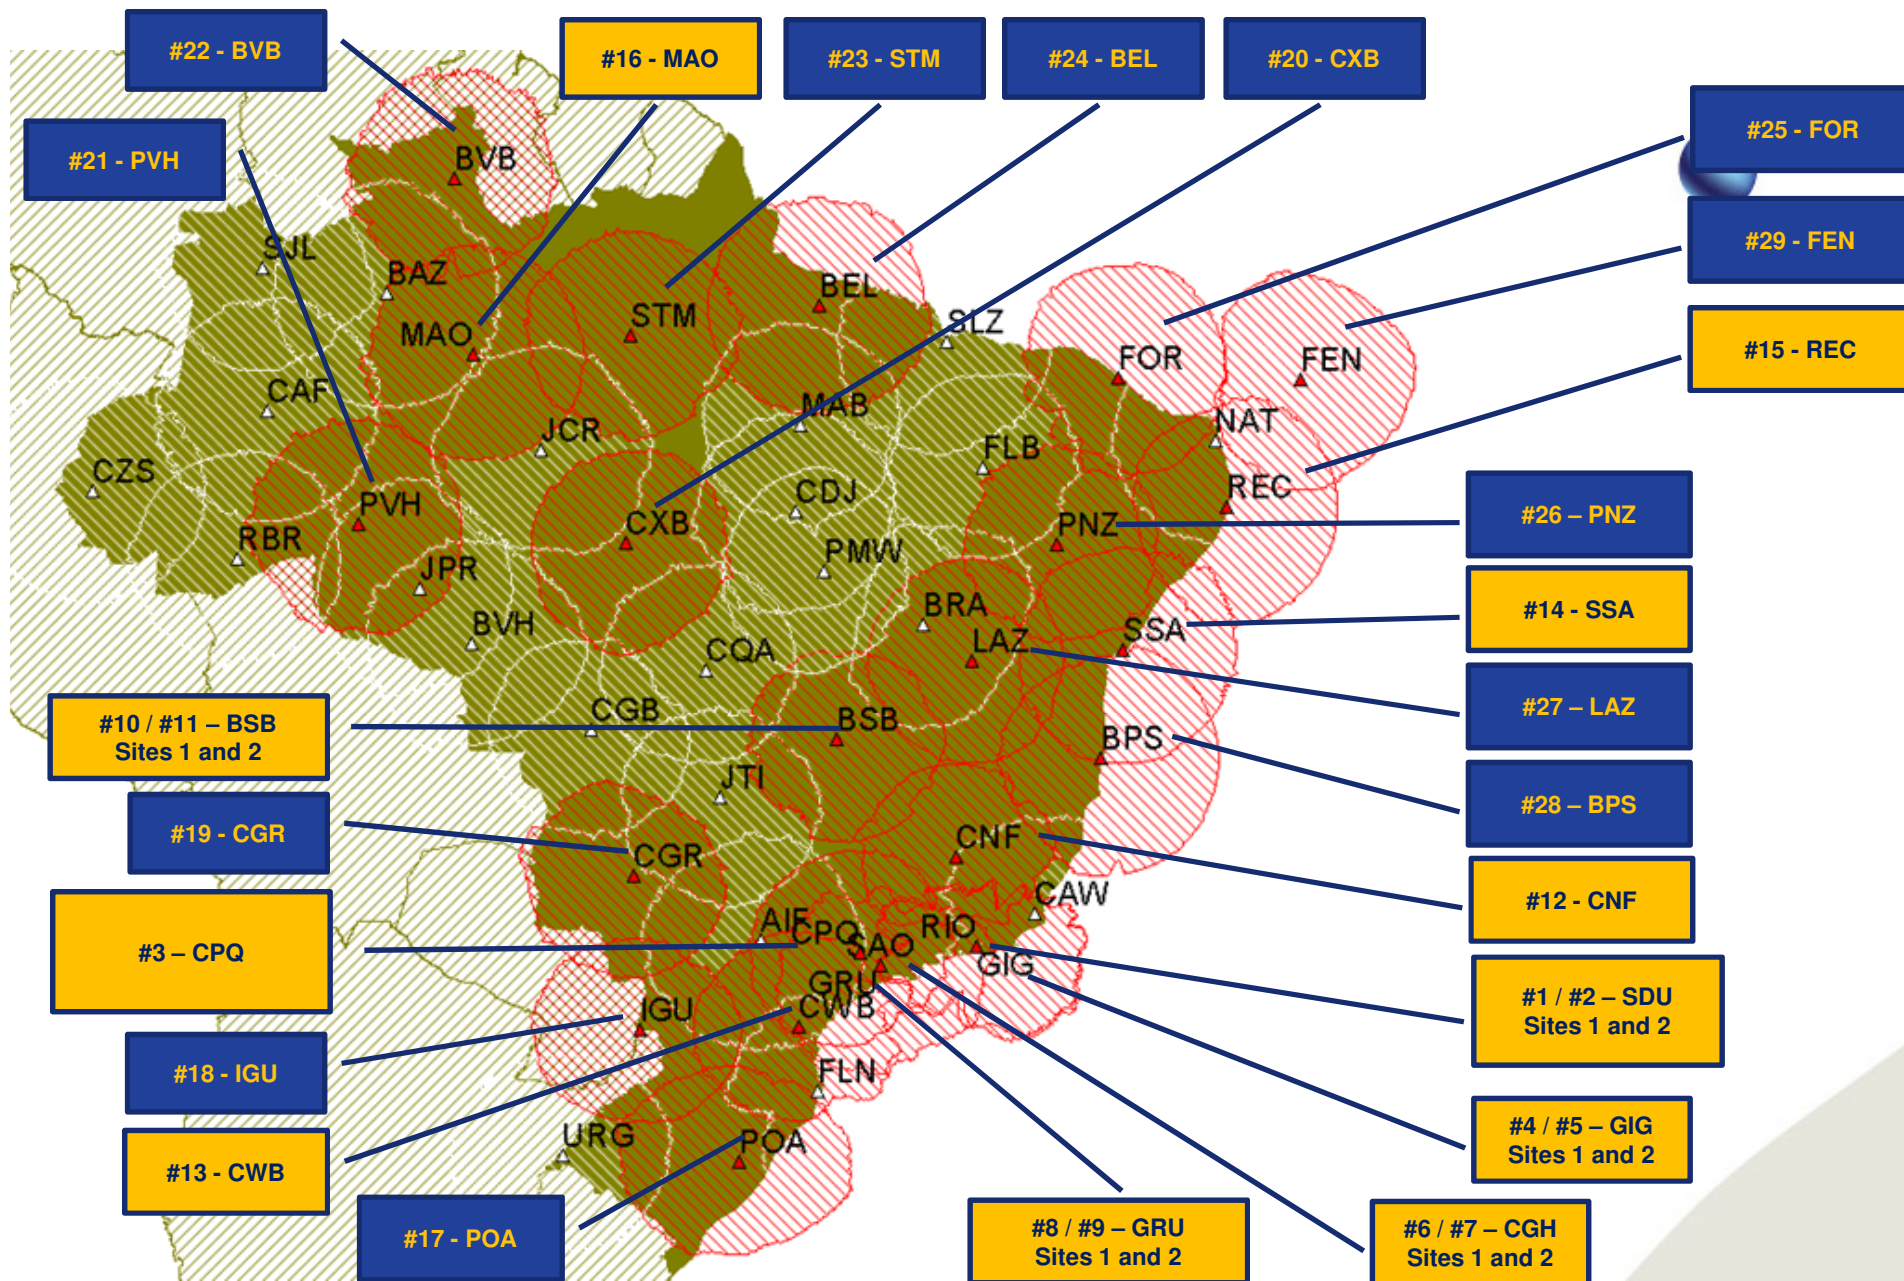 #22 - BVB
#16 - MAO
#23 - STM
#24 - BEL
#20 - CXB
#25 - FOR
#21 - PVH
#29 - FEN
#15 - REC
BVB
SJL
BAZ
BEL
STM
MAO
SLZ
FOR
FEN
CAF
MAB
NAT
JCR
FLB
CZS
CDJ
REC
PVH
CXB
PNZ
#26 – PNZ
RBR
JPR
PMW
BRA
#14 - SSA
BVH
SSA
LAZ
CQA
#27 – LAZ
#10 / #11 – BSB
Sites 1 and 2
CGB
BSB
BPS
JTI
#28 – BPS
#19 - CGR
CNF
CGR
#12 - CNF
CAW
#3 – CPQ
AIF
CPQ
SAO
RIO
GIG
GRU
#1 / #2 – SDU
Sites 1 and 2
IGU
CWB
#18 - IGU
FLN
#4 / #5 – GIG
Sites 1 and 2
URG
POA
#13 - CWB
#17 - POA
#8 / #9 – GRU
Sites 1 and 2
#6 / #7 – CGH
Sites 1 and 2